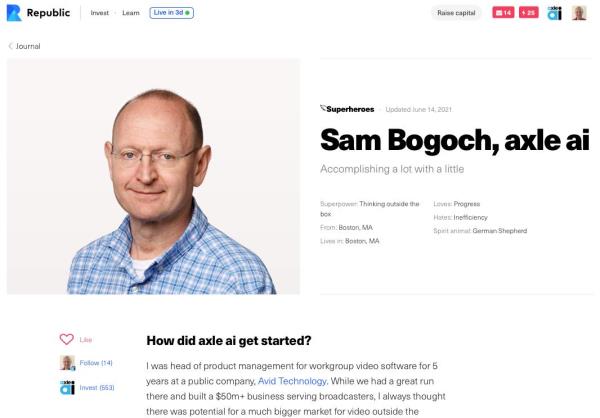 Republic
Invest · Learn
Live in 3d
Raise capital
14
25
axle ai
Journal
Superheroes · Updated June 14, 2021
Sam Bogoch, axle ai
Accomplishing a lot with a little
Superpower: Thinking outside the
box
From: Boston, MA
Lives in: Boston, MA
Loves: Progress
Hates: Inefficiency
Spirit animal: German Shepherd
Like
Follow (14)
axle ai
Invest (553)
How did axle ai get started?
I was head of product management for workgroup video software for 5
years at a public company, Avid Technology. While we had a great run
there and built a $50m+ business serving broadcasters, I always thought
there was potential for a much bigger market for video outside the